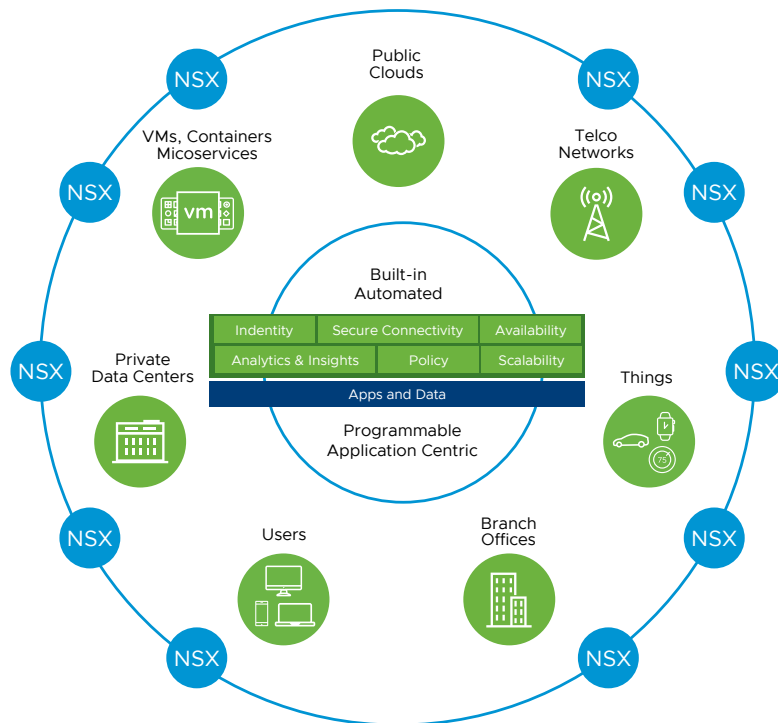 Public
Clouds
NSX
NSX
VMs, Containers
Micoservices
vm
Telco
Networks
NSX
NSX
Built-in
Automated
Indentity
Secure Connectivity
Availability
Analytics & Insights
Policy
Scalability
Apps and Data
Programmable
Application Centric
NSX
Private
Data Centers
Things
75
NSX
NSX
Users
Branch
Offices
NSX
NSX
NSX